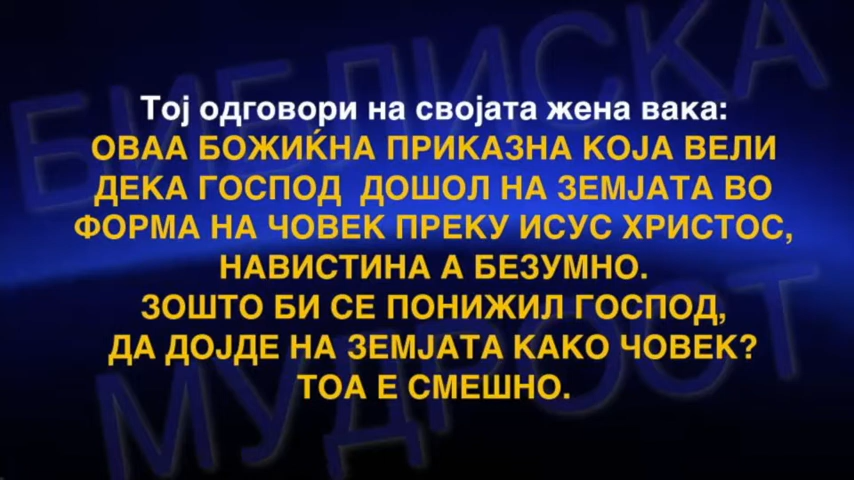 БИБЛИСКА
Тој одговори на својата жена вака:
ОВАА БОЖИЌНА ПРИКАЗНА КОЈА ВЕЛИ
ДЕКА ГОСПОД ДОШОЛ НА ЗЕМЈАТА ВО
ФОРМА НА ЧОВЕК ПРЕКУ ИСУС ХРИСТОС,
НАВИСТИНА А БЕЗУМНО.
ЗОШТО БИ СЕ ПОНИЖИЛ ГОСПОД,
ДА ДОЈДЕ НА ЗЕМЈАТА КАКО ЧОВЕК?
ТОА Е СМЕШНО.
МУДРОСТ